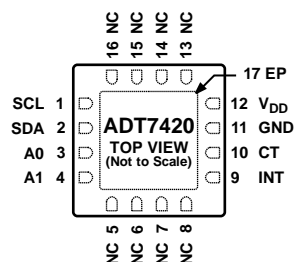 16 NC
15 NC
14 NC
13 NC
17 EP
SCL 1
SDA 2
A0 3
A1 4
ADT7420
TOP VIEW
(Not to Scale)
12 VDD
11 GND
10 CT
9 INT
NC 5
NC 6
NC 7
NC 8